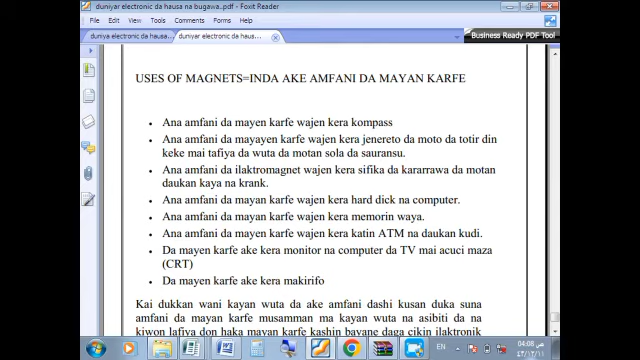 duniyar electronic da hausa na bugawa..pdf - Foxit Reader
File Edit View Tools Comments Forms Help
duniya electronic da hausa...
duniyar electronic da haus...
Business Ready PDF Tool
USES OF MAGNETS=INDA AKE AMFANI DA MAYAN KARFE
• Ana amfani da mayen karfe wajen kera kompass
• Ana amfani da mayayen karfe wajen kera jenereto da moto da totir din
keke mai tafiya da wuta da motan sola da sauransu.
• Ana amfani da ilaktromagnet wajen kera sifika da kararrawa da motan
daukan kaya na krank.
• Ana amfani da mayan karfe wajen kera hard dick na computer.
• Ana amfani da mayan karfe wajen kera memorin waya.
• Ana amfani da mayan karfe wajen kera katin ATM na daukan kudi.
• Da mayen karfe ake kera monitor na computer da TV mai acuci maza
(CRT)
• Da mayen karfe ake kera makirifo
Kai dukkan wani kayan wuta da ake amfani dashi kusan duka suna
amfani da mayan karfe musamman ma kayan wuta na asibiti da na
kiwon lafiya don haka mayan karfe kashin bayane daga cikin ilaktronik
EN
04:08 ص